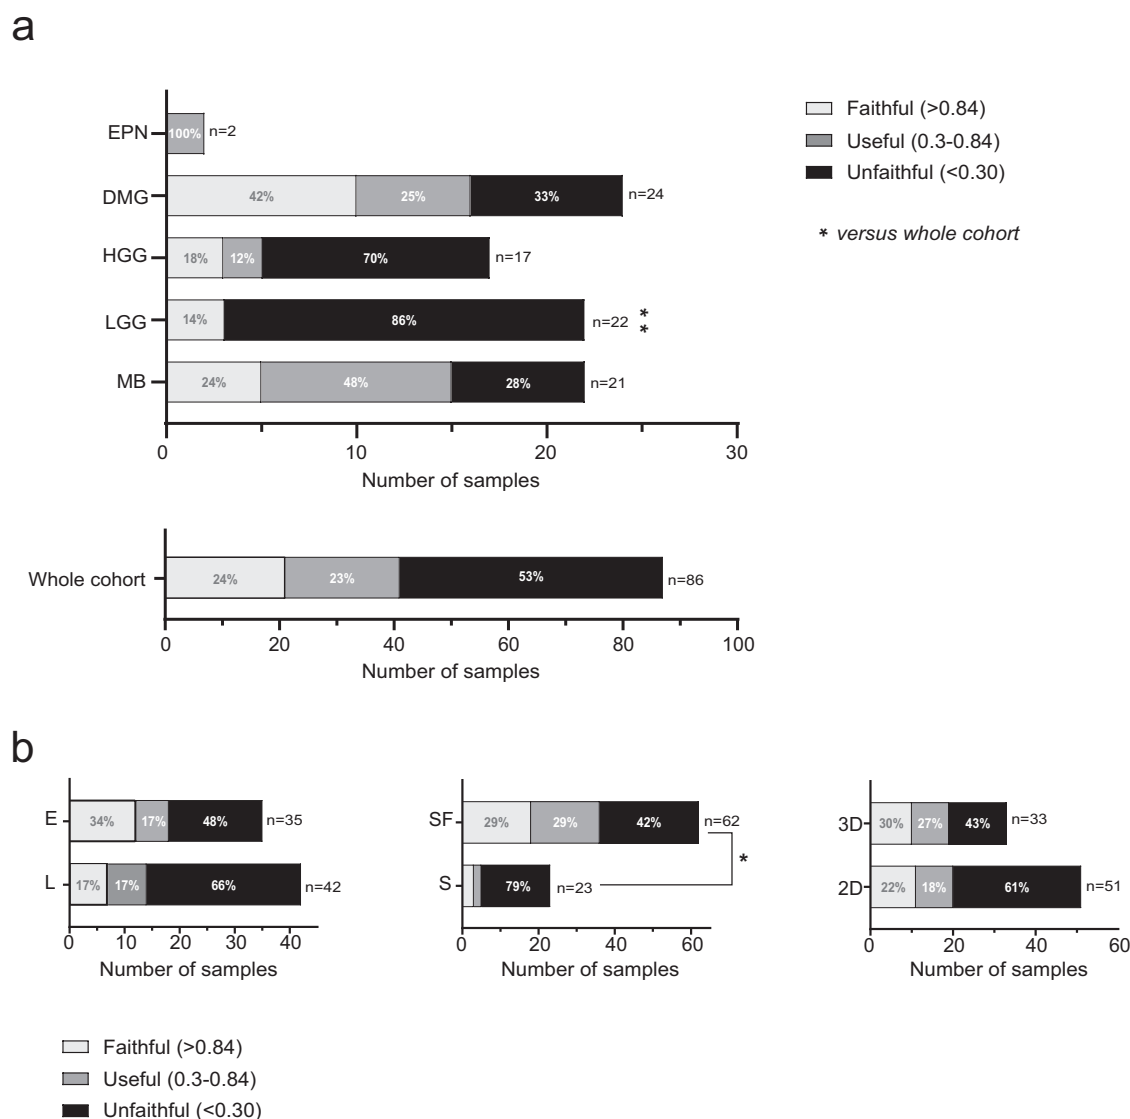 a
Faithful (>0.84)
Useful (0.3-0.84)
Unfaithful (<0.30)
* versus whole cohort
EPN 100% n=2
DMG 42% 25% 33% n=24
HGG 18% 12% 70% n=17
LGG 14% 86% n=22 * *
MB 24% 48% 28% n=21
0 10 20 30
Number of samples
Whole cohort 24% 23% 53% n=86
0 20 40 60 80 100
Number of samples
b
E 34% 17% 48% n=35
L 17% 17% 66% n=42
0 10 20 30 40
Number of samples
SF 29% 29% 42% n=62
*
S 79% n=23
0 20 40 60
Number of samples
3D 30% 27% 43% n=33
2D 22% 18% 61% n=51
0 20 40 60
Number of samples
Faithful (>0.84)
Useful (0.3-0.84)
Unfaithful (<0.30)